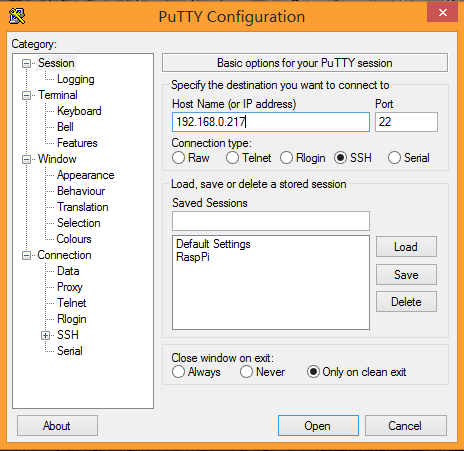 PuTTY Configuration
Category:
Session
Logging
Terminal
Keyboard
Bell
Features
Window
Appearance
Behaviour
Translation
Selection
Colours
Connection
Data
Proxy
Telnet
Rlogin
SSH
Serial
Basic options for your PuTTY session
Specify the destination you want to connect to
Host Name (or IP address) Port
192.168.0.217 22
Connection type:
Raw Telnet Rlogin SSH Serial
Load, save or delete a stored session
Saved Sessions
Default Settings
RaspPi
Load
Save
Delete
Close window on exit:
Always Never Only on clean exit
About Open Cancel